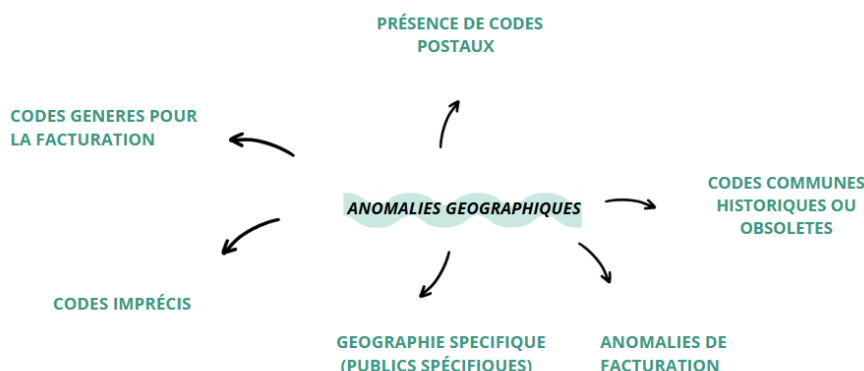 PRÉSENCE DE CODES
POSTAUX
CODES GENERES POUR
LA FACTURATION
CODES COMMUNES
HISTORIQUES OU
OBSOLETES
ANOMALIES GEOGRAPHIQUES
CODES IMPRÉCIS
GEOGRAPHIE SPECIFIQUE
(PUBLICS SPÉCIFIQUES)
ANOMALIES DE
FACTURATION